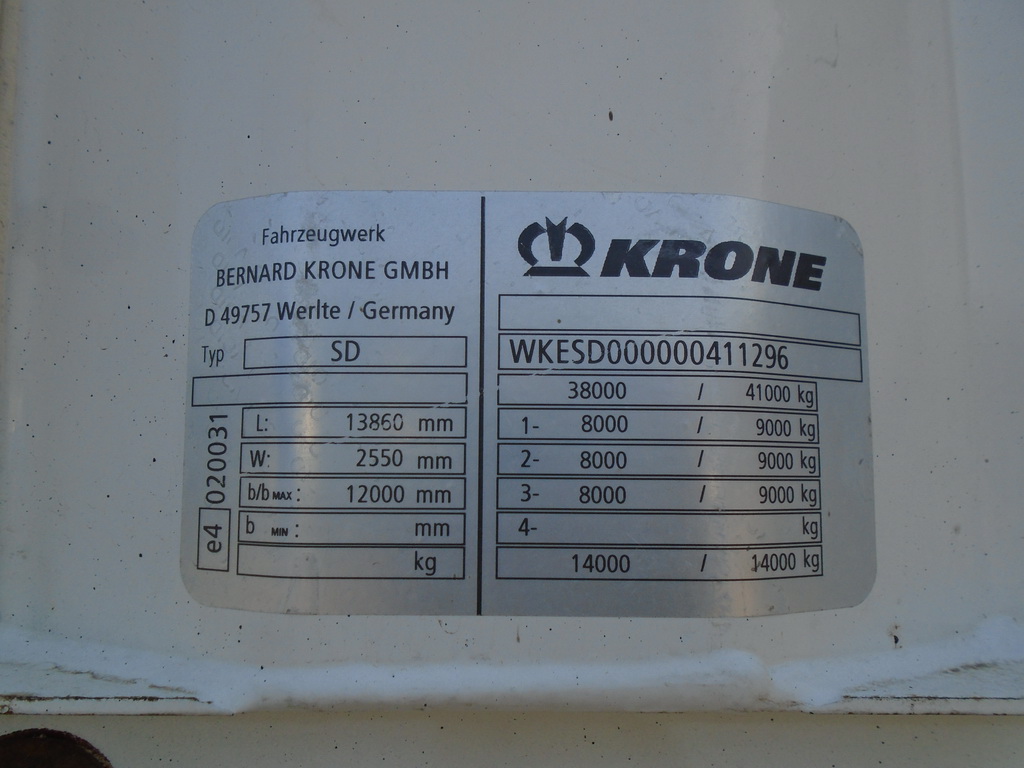 Fahrzeugwerk
BERNARD KRONE GMBH
D 49757 Werlte / Germany
Typ SD
L: 13860 mm
W: 2550 mm
b/b MAX : 12000 mm
b MIN : mm
kg
e4 020031
KRONE
WKESD000000411296
38000 / 41000 kg
1- 8000 / 9000 kg
2- 8000 / 9000 kg
3- 8000 / 9000 kg
4- kg
14000 / 14000 kg